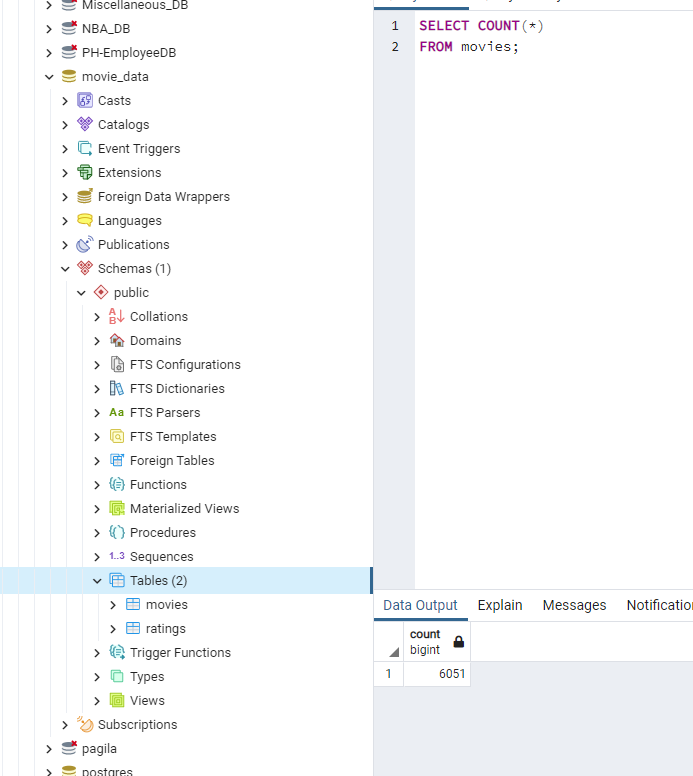 Miscellaneous_DB
NBA_DB
PH-EmployeeDB
movie_data
Casts
Catalogs
Event Triggers
Extensions
Foreign Data Wrappers
Languages
Publications
Schemas (1)
public
Collations
Domains
FTS Configurations
FTS Dictionaries
Aa FTS Parsers
FTS Templates
Foreign Tables
Functions
Materialized Views
Procedures
1..3 Sequences
Tables (2)
movies
ratings
Trigger Functions
Types
Views
Subscriptions
pagila
postgres
1 SELECT COUNT(*)
2 FROM movies;
Data Output Explain Messages Notification
count
bigint
1 6051